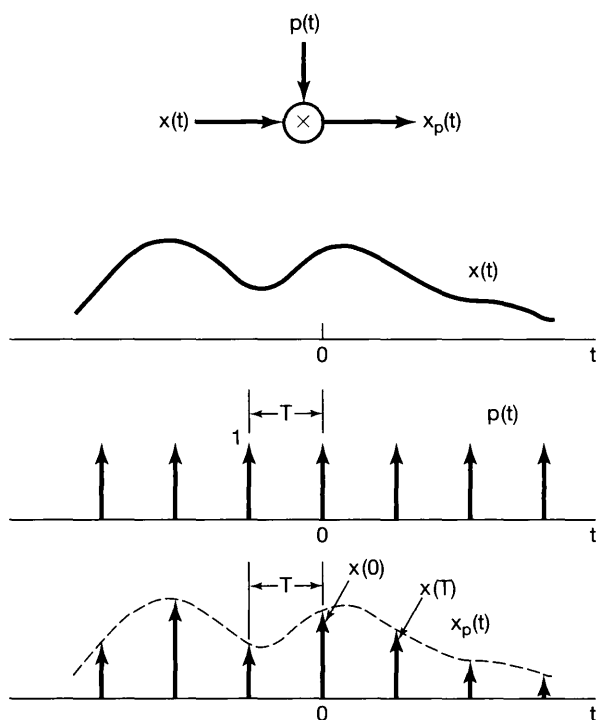 p(t)
x(t) × x_p(t)
x(t)
0 t
T p(t)
1
0 t
T x(0)
x(T)
x_p(t)
0 t